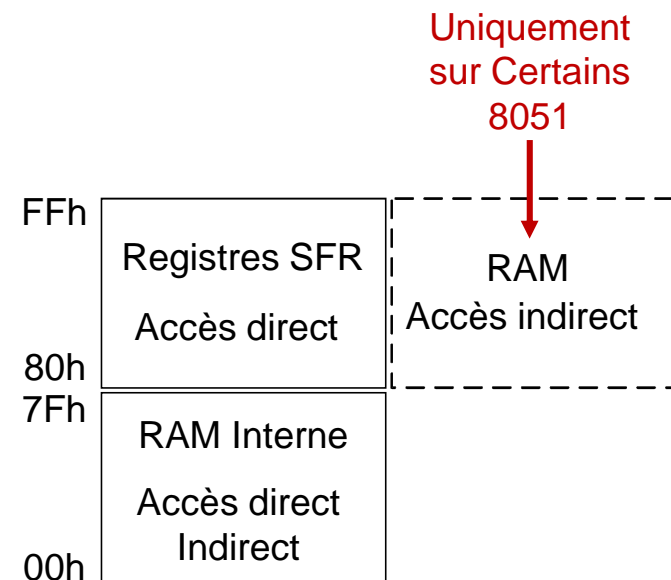 Uniquement
sur Certains
8051
FFh
Registres SFR
Accès direct
80h
RAM
Accès indirect
7Fh
RAM Interne
Accès direct
Indirect
00h